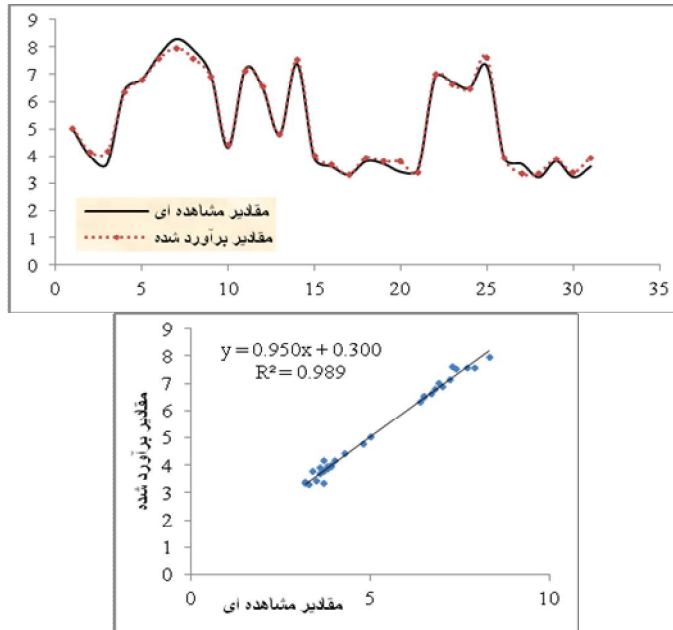 9
8
7
6
5
4
3
2
1
0
مقادیر مشاهده ای
مقادیر برآورد شده
0 5 10 15 20 25 30 35
9
8
7
6
5
4
3
2
1
0
y = 0.950x + 0.300
R² = 0.989
مقادیر برآورد شده
0 5 10
مقادیر مشاهده ای